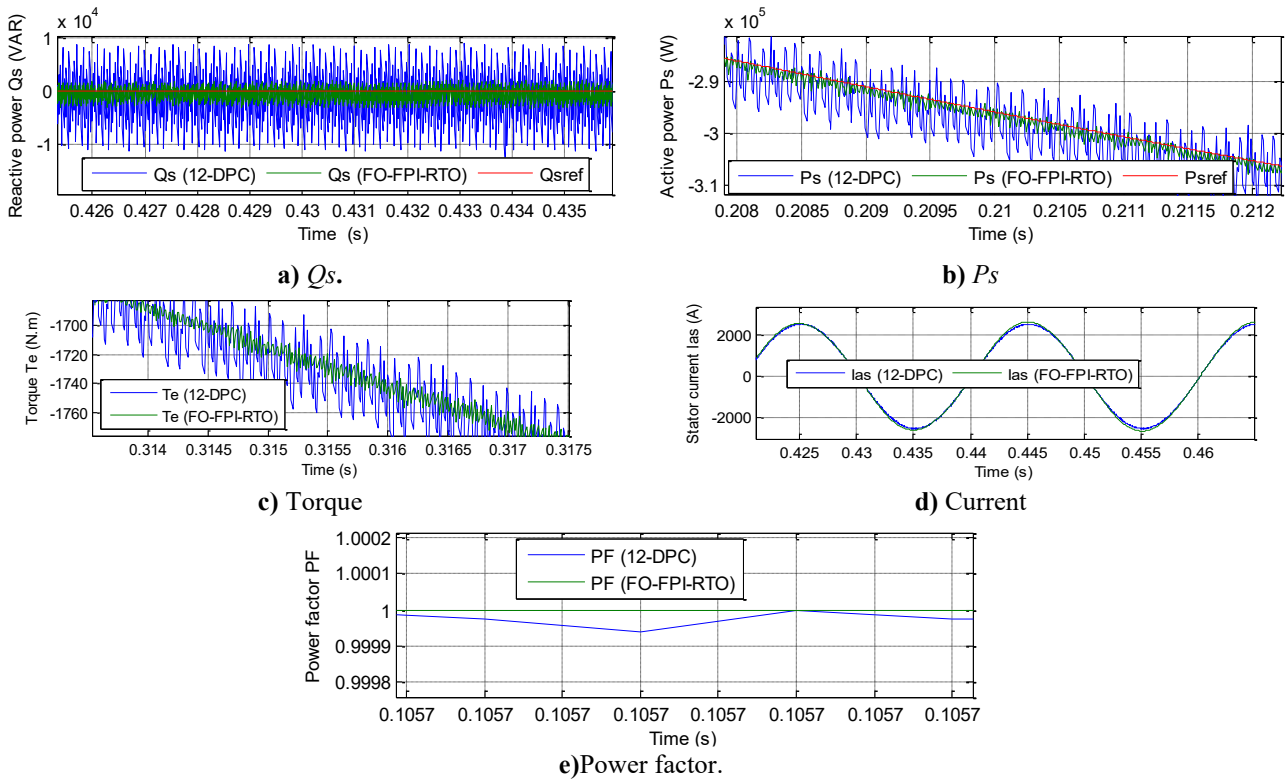 x 10⁴
Reactive power Qs (VAR)
1
0
-1
Qs (12-DPC) Qs (FO-FPI-RTO) Qsref
0.426 0.427 0.428 0.429 0.43 0.431 0.432 0.433 0.434 0.435
Time (s)
a) Qs.
x 10⁵
Active power Ps (W)
-2.9
-3
-3.1
Ps (12-DPC) Ps (FO-FPI-RTO) Psref
0.208 0.2085 0.209 0.2095 0.21 0.2105 0.211 0.2115 0.212
Time (s)
b) Ps
Torque Te (N.m)
-1700
-1720
-1740
-1760
Te (12-DPC)
Te (FO-FPI-RTO)
0.314 0.3145 0.315 0.3155 0.316 0.3165 0.317 0.3175
Time (s)
c) Torque
Stator current Ias (A)
2000
0
-2000
Ias (12-DPC) Ias (FO-FPI-RTO)
0.425 0.43 0.435 0.44 0.445 0.45 0.455 0.46
Time (s)
d) Current
Power factor PF
1.0002
1.0001
1
0.9999
0.9998
PF (12-DPC)
PF (FO-FPI-RTO)
0.1057 0.1057 0.1057 0.1057 0.1057 0.1057 0.1057 0.1057
Time (s)
e)Power factor.